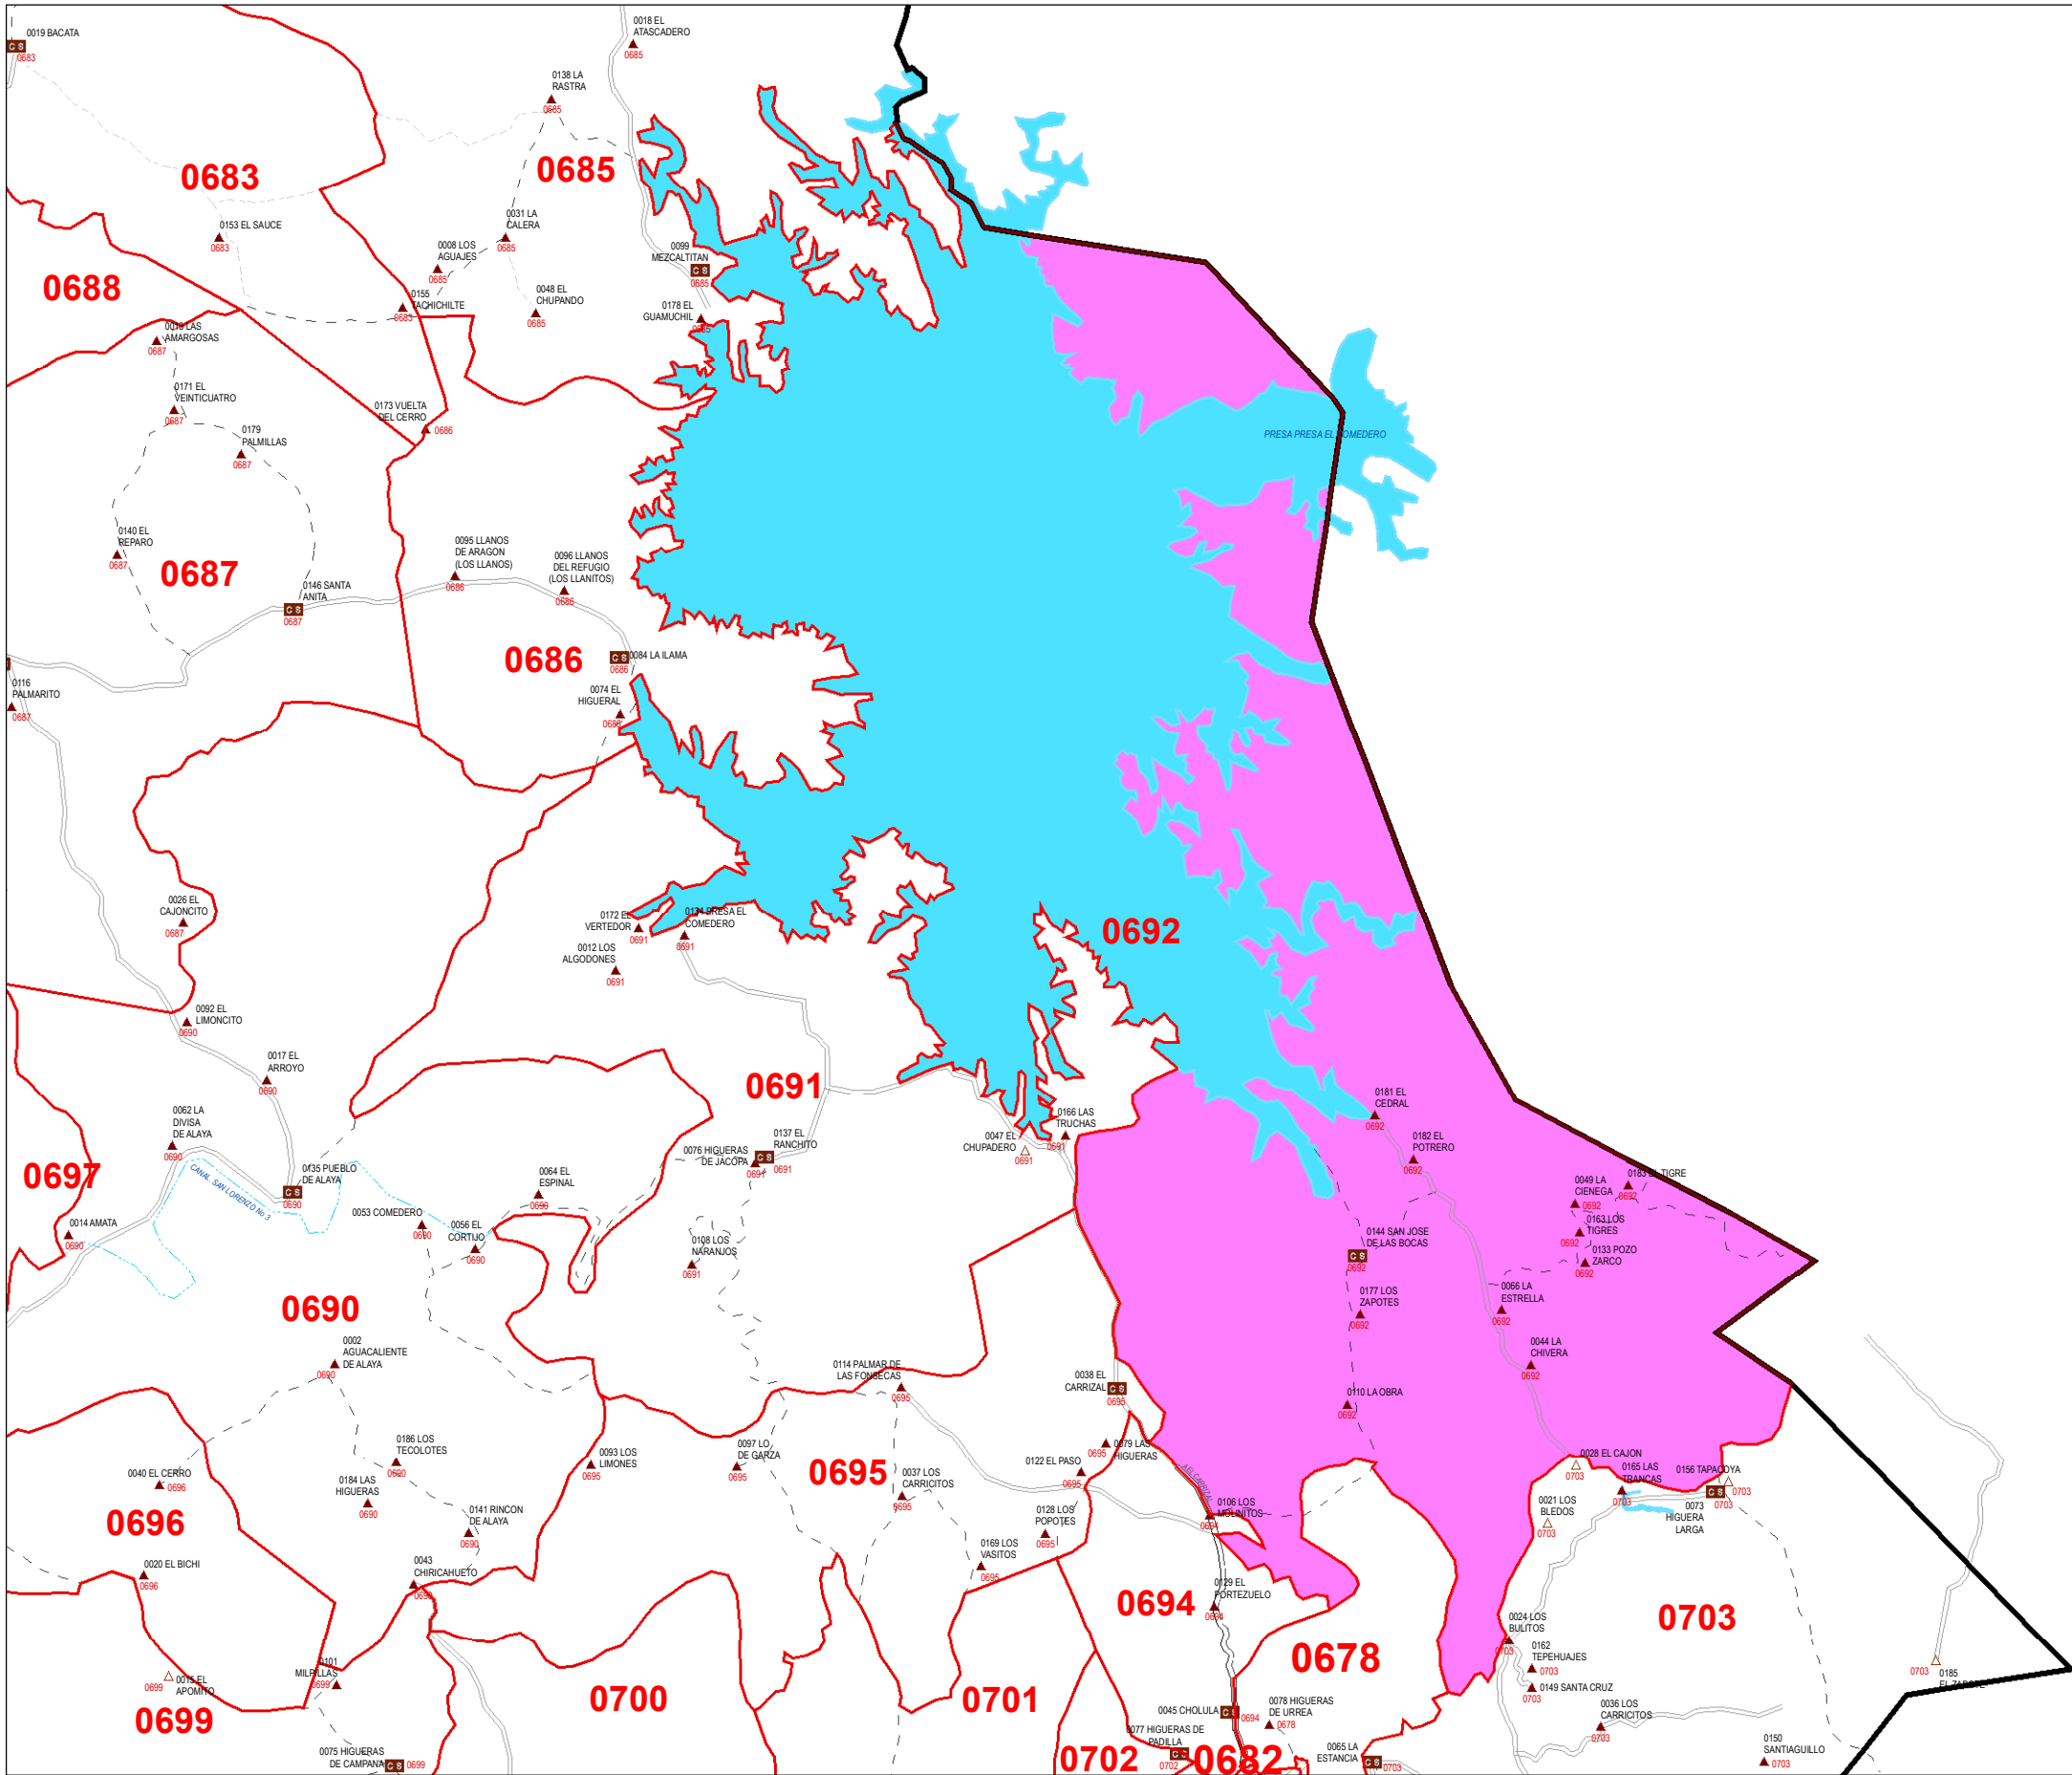 0019 BACATA
C S
0683
0018 EL
ATASCADERO
0685
0138 LA
RASTRA
0685
0683
0685
0153 EL SAUCE
0683
0031 LA
CALERA
0685
0008 LOS
AGUAJES
0685
0099
MEZCALTITAN
C S
0685
0688
0155
TACHICHILTE
0683
0048 EL
CHUPANDO
0685
0178 EL
GUAMUCHIL
LAS
AMARGOSAS
0687
0171 EL
VEINTICUATRO
0687
0173 VUELTA
DEL CERRO
0686
0179
PALMILLAS
0687
PRESA PRESA EL COMEDERO
0140 EL
REPARO
0687
0687
0095 LLANOS
DE ARAGON
(LOS LLANOS)
0686
0096 LLANOS
DEL REFUGIO
(LOS LLANITOS)
0686
0146 SANTA
ANITA
C S
0687
0686
C S
0084 LA ILAMA
0686
0116
PALMARITO
0687
0074 EL
HIGUERAL
0026 EL
CAJONCITO
0687
0172 EL
VERTEDOR
0691
0134 PRESA EL
COMEDERO
0691
0692
0012 LOS
ALGODONES
0691
0092 EL
LIMONCITO
0690
0017 EL
ARROYO
0690
0691
0062 LA
DIVISA
DE ALAYA
0690
0181 EL
CEDRAL
0692
0166 LAS
TRUCHAS
0691
0047 EL
CHUPADERO
0691
0137 EL
RANCHITO
C S
0691
0076 HIGUERAS
DE JACOPA
0691
0182 EL
POTRERO
0692
0697
CANAL SAN LORENZO No 3
0135 PUEBLO
DE ALAYA
C S
0690
0064 EL
ESPINAL
0690
0183 EL TIGRE
0692
0049 LA
CIENEGA
0692
0014 AMATA
0690
0053 COMEDERO
0690
0056 EL
CORTIJO
0690
0108 LOS
NARANJOS
0691
0144 SAN JOSE
DE LAS BOCAS
C S
0692
0163 LOS
TIGRES
0692
0133 POZO
ZARCO
0692
0690
0177 LOS
ZAPOTES
0692
0066 LA
ESTRELLA
0692
0002
AGUACALIENTE
DE ALAYA
0690
0114 PALMAR DE
LAS FONSECAS
0695
0038 EL
CARRIZAL
C S
0695
0044 LA
CHIVERA
0692
0110 LA OBRA
0692
0186 LOS
TECOLOTES
0690
0093 LOS
LIMONES
0695
0097 LO
DE GARZA
0695
0695
0079 LAS
HIGUERAS
0695
0122 EL PASO
0695
0028 EL CAJON
0703
0040 EL CERRO
0696
0184 LAS
HIGUERAS
0690
0037 LOS
CARRICITOS
0695
A EL CARRIZAL
0165 LAS
TRANCAS
0703
0156 TAPACOYA
0703
C S
0703
0073
HIGUERA
LARGA
0696
0141 RINCON
DE ALAYA
0690
0128 LOS
POPOTES
0695
0106 LOS
MOLINITOS
0694
0021 LOS
BLEDOS
0703
0020 EL BICHI
0696
0043
CHIRICAHUETO
0690
0169 LOS
VASITOS
0695
0694
0129 EL
PORTEZUELO
0694
0703
0024 LOS
BULITOS
0703
0678
0162
TEPEHUAJES
0703
0149 SANTA CRUZ
0703
0101
MILPILLAS
0699
0015 EL
APOMITO
0699
0699
0700
0701
0185
EL ZAPOTE
0703
0045 CHOLULA
C S
0694
0078 HIGUERAS
DE URREA
0678
0036 LOS
CARRICITOS
0703
0077 HIGUERAS DE
PADILLA
C S
0702
0702
0682
0065 LA
ESTANCIA
C S
0703
0075 HIGUERAS
DE CAMPANA
C S
0699
0150
SANTIAGUILLO
0703